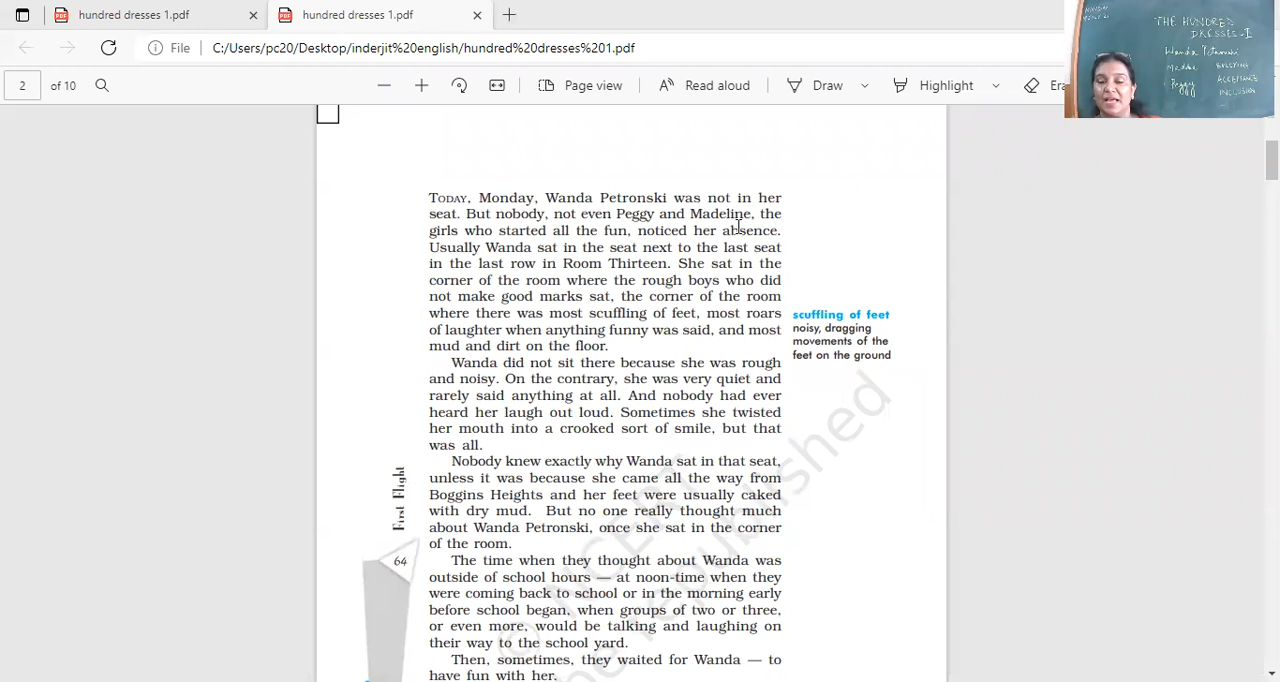 hundred dresses 1.pdf
hundred dresses 1.pdf
File
C:/Users/pc20/Desktop/inderjit%20english/hundred%20dresses%201.pdf
2 of 10
Page view
Read aloud
Draw
Highlight
Era
THE HUNDRED
DRESSES-I
Wanda Petronski
Peggy
BULLYING
ACCEPTANCE
INCLUSION
TODAY, Monday, Wanda Petronski was not in her
seat. But nobody, not even Peggy and Madeline, the
girls who started all the fun, noticed her absence.
Usually Wanda sat in the seat next to the last seat
in the last row in Room Thirteen. She sat in the
corner of the room where the rough boys who did
not make good marks sat, the corner of the room
where there was most scuffling of feet, most roars
of laughter when anything funny was said, and most
mud and dirt on the floor.
scuffling of feet
noisy, dragging
movements of the
feet on the ground
Wanda did not sit there because she was rough
and noisy. On the contrary, she was very quiet and
rarely said anything at all. And nobody had ever
heard her laugh out loud. Sometimes she twisted
her mouth into a crooked sort of smile, but that
was all.
Nobody knew exactly why Wanda sat in that seat,
unless it was because she came all the way from
Boggins Heights and her feet were usually caked
with dry mud. But no one really thought much
about Wanda Petronski, once she sat in the corner
of the room.
The time when they thought about Wanda was
outside of school hours — at noon-time when they
were coming back to school or in the morning early
before school began, when groups of two or three,
or even more, would be talking and laughing on
their way to the school yard.
Then, sometimes, they waited for Wanda — to
have fun with her.
First Flight
64
© NCERT
be republished